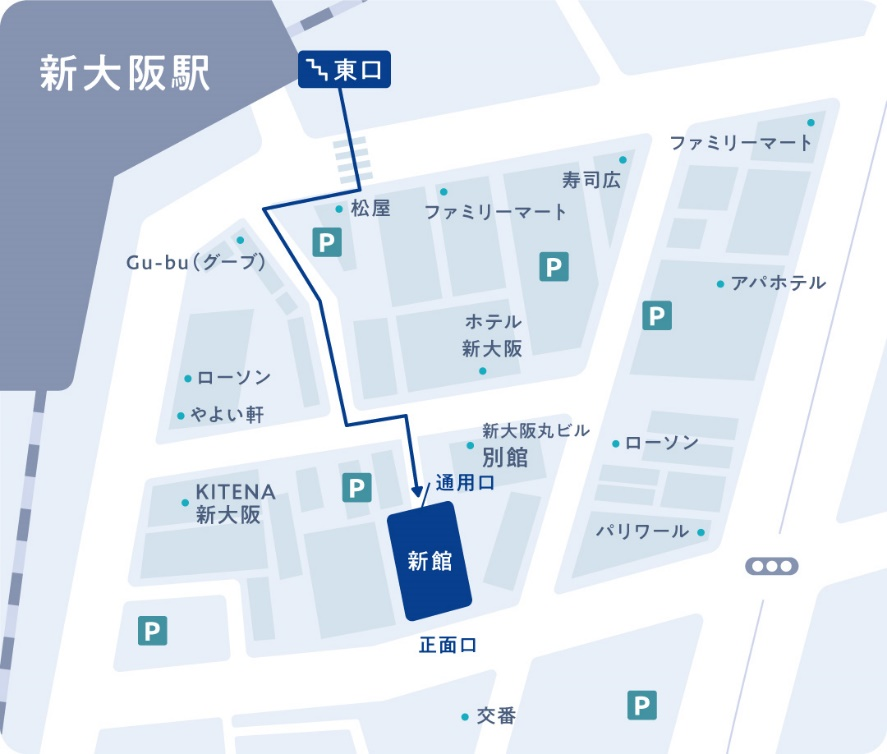 新大阪駅
東口
ファミリーマート
寿司広
松屋
ファミリーマート
P
Gu-bu(グーブ)
P
アパホテル
P
ホテル
新大阪
ローソン
やよい軒
新大阪丸ビル
別館
ローソン
通用口
P
KITENA
新大阪
パリワール
新館
P
正面口
交番
P